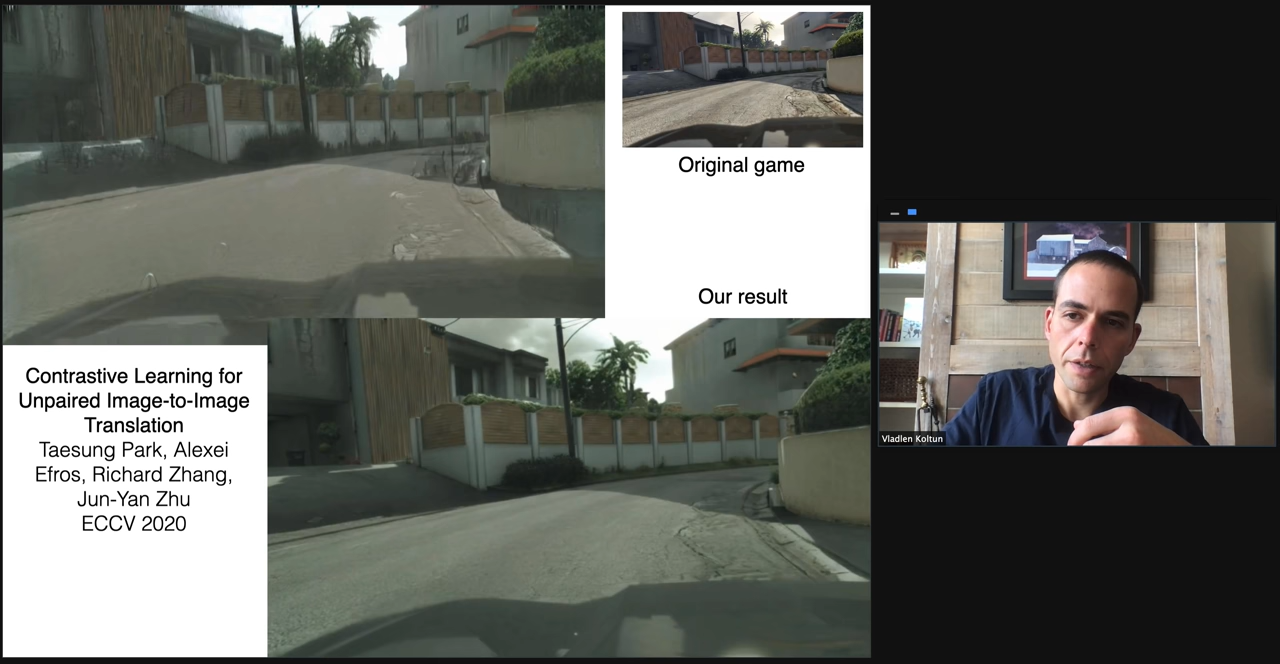 Original game
Our result
Contrastive Learning for
Unpaired Image-to-Image
Translation
Taesung Park, Alexei
Efros, Richard Zhang,
Jun-Yan Zhu
ECCV 2020
Vladlen Koltun